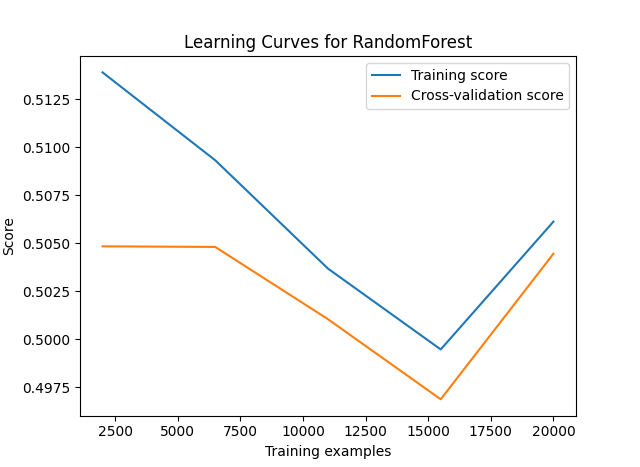 Learning Curves for RandomForest
Training score
Cross-validation score
Score
0.5125
0.5100
0.5075
0.5050
0.5025
0.5000
0.4975
2500 5000 7500 10000 12500 15000 17500 20000
Training examples